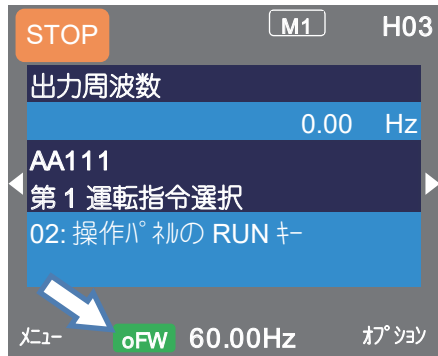 STOP M1 H03
出力周波数
0.00 Hz
AA111
第1運転指令選択
02: 操作ﾊﾟﾈﾙの RUN ｷｰ
ﾒﾆｭｰ oFW 60.00Hz ｵﾌﾟｼｮﾝ